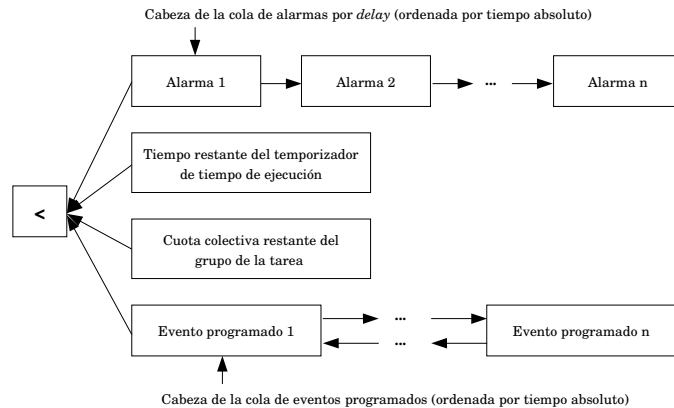 Cabeza de la cola de alarmas por delay (ordenada por tiempo absoluto)
Alarma 1
Alarma 2
...
Alarma n
Tiempo restante del temporizador
de tiempo de ejecución
<
Cuota colectiva restante del
grupo de la tarea
Evento programado 1
...
...
Evento programado n
Cabeza de la cola de eventos programados (ordenada por tiempo absoluto)